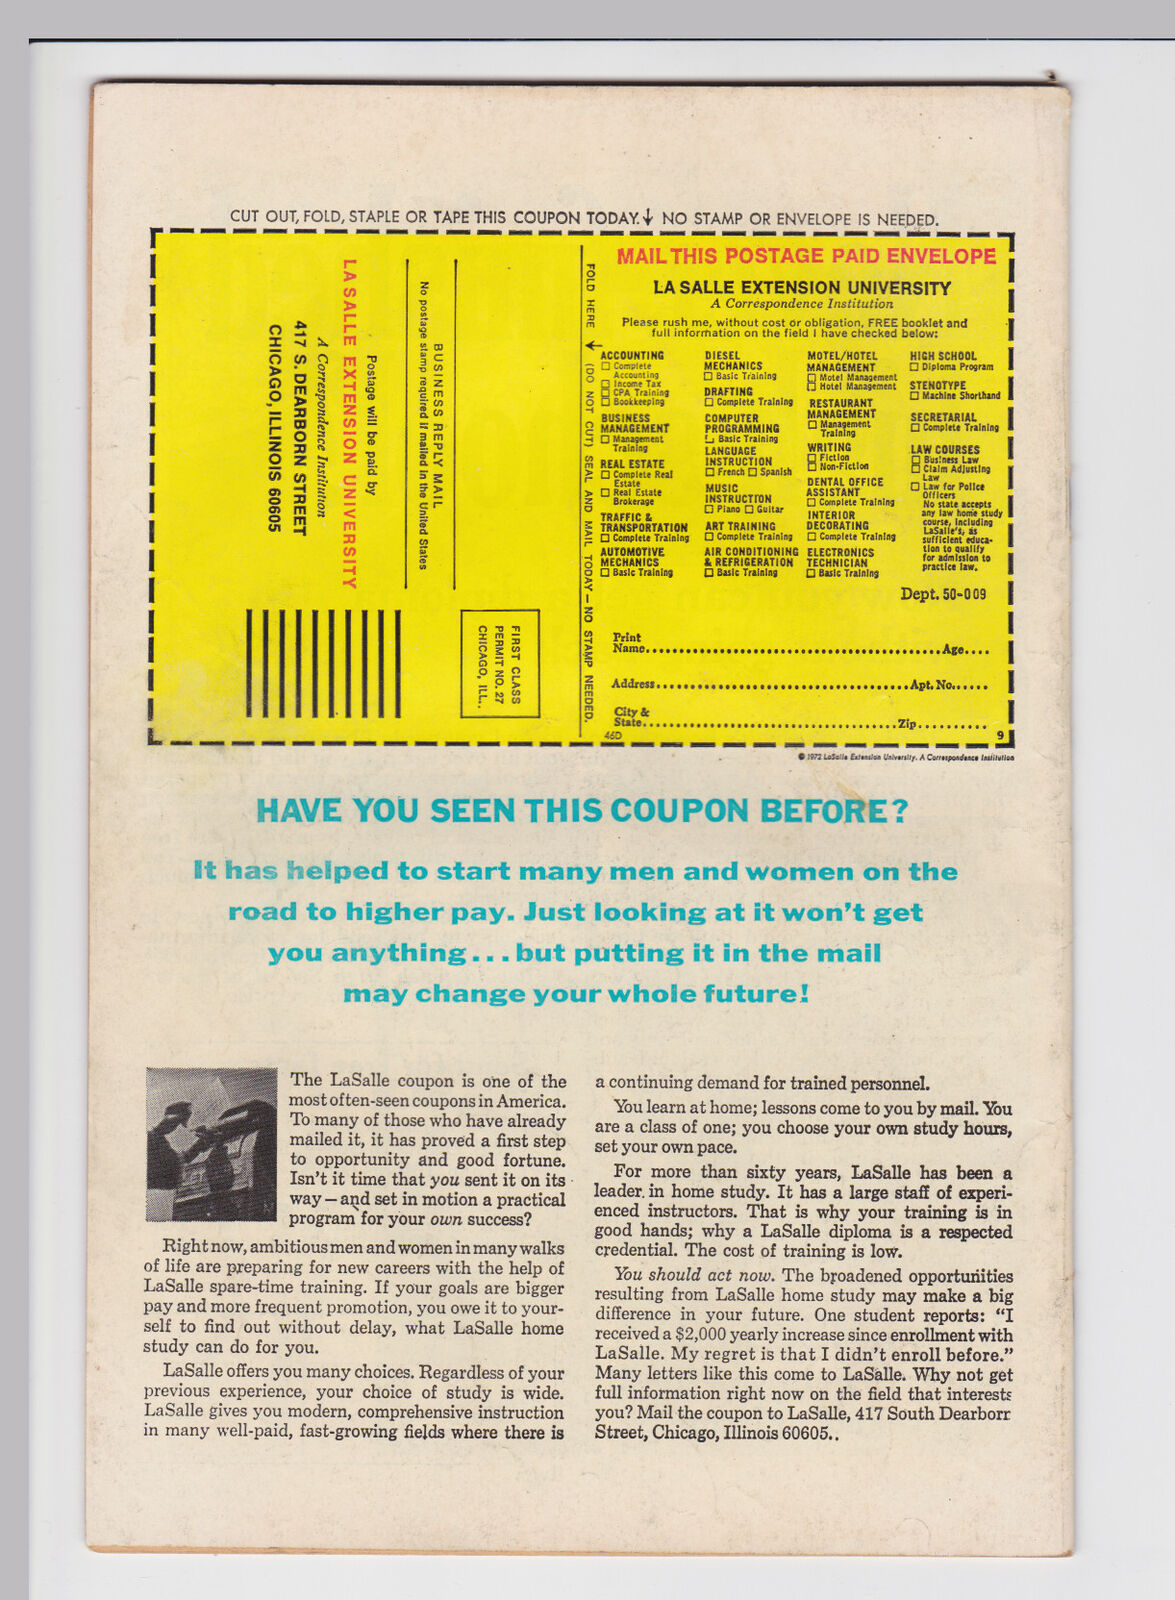 CUT OUT, FOLD, STAPLE OR TAPE THIS COUPON TODAY.↓ NO STAMP OR ENVELOPE IS NEEDED.
BUSINESS REPLY MAIL
No postage stamp required if mailed in the United States
Postage will be paid by
LA SALLE EXTENSION UNIVERSITY
A Correspondence Institution
417 S. DEARBORN STREET
CHICAGO, ILLINOIS 60605
FIRST CLASS
PERMIT NO. 27
CHICAGO, ILL.
FOLD HERE ← (DO NOT CUT) SEAL AND MAIL TODAY — NO STAMP NEEDED.
MAIL THIS POSTAGE PAID ENVELOPE
LA SALLE EXTENSION UNIVERSITY
A Correspondence Institution
Please rush me, without cost or obligation, FREE booklet and
full information on the field I have checked below:
ACCOUNTING
☐ Complete
Accounting
☐ Income Tax
☐ CPA Training
☐ Bookkeeping
BUSINESS
MANAGEMENT
☐ Management
Training
REAL ESTATE
☐ Complete Real
Estate
☐ Real Estate
Brokerage
TRAFFIC &
TRANSPORTATION
☐ Complete Training
AUTOMOTIVE
MECHANICS
☐ Basic Training
DIESEL
MECHANICS
☐ Basic Training
DRAFTING
☐ Complete Training
COMPUTER
PROGRAMMING
☐ Basic Training
LANGUAGE
INSTRUCTION
☐ French ☐ Spanish
MUSIC
INSTRUCTION
☐ Piano ☐ Guitar
ART TRAINING
☐ Complete Training
AIR CONDITIONING
& REFRIGERATION
☐ Basic Training
MOTEL/HOTEL
MANAGEMENT
☐ Motel Management
☐ Hotel Management
RESTAURANT
MANAGEMENT
☐ Management
Training
WRITING
☐ Fiction
☐ Non-Fiction
DENTAL OFFICE
ASSISTANT
☐ Complete Training
INTERIOR
DECORATING
☐ Complete Training
ELECTRONICS
TECHNICIAN
☐ Basic Training
HIGH SCHOOL
☐ Diploma Program
STENOTYPE
☐ Machine Shorthand
SECRETARIAL
☐ Complete Training
LAW COURSES
☐ Business Law
☐ Claim Adjusting
Law
☐ Law for Police
Officers
No state accepts
any law home study
course, including
LaSalle's, as
sufficient educa-
tion to qualify
for admission to
practice law.
Dept. 50-009
Print
Name.......Age....
Address.......Apt. No......
City &
State.......Zip..........
46D 9
© 1972 LaSalle Extension University. A Correspondence Institution
HAVE YOU SEEN THIS COUPON BEFORE?
It has helped to start many men and women on the
road to higher pay. Just looking at it won't get
you anything...but putting it in the mail
may change your whole future!
The LaSalle coupon is one of the
most often-seen coupons in America.
To many of those who have already
mailed it, it has proved a first step
to opportunity and good fortune.
Isn't it time that you sent it on its
way—and set in motion a practical
program for your own success?
Right now, ambitious men and women in many walks
of life are preparing for new careers with the help of
LaSalle spare-time training. If your goals are bigger
pay and more frequent promotion, you owe it to your-
self to find out without delay, what LaSalle home
study can do for you.
LaSalle offers you many choices. Regardless of your
previous experience, your choice of study is wide.
LaSalle gives you modern, comprehensive instruction
in many well-paid, fast-growing fields where there is
a continuing demand for trained personnel.
You learn at home; lessons come to you by mail. You
are a class of one; you choose your own study hours,
set your own pace.
For more than sixty years, LaSalle has been a
leader in home study. It has a large staff of experi-
enced instructors. That is why your training is in
good hands; why a LaSalle diploma is a respected
credential. The cost of training is low.
You should act now. The broadened opportunities
resulting from LaSalle home study may make a big
difference in your future. One student reports: "I
received a $2,000 yearly increase since enrollment with
LaSalle. My regret is that I didn't enroll before."
Many letters like this come to LaSalle. Why not get
full information right now on the field that interests
you? Mail the coupon to LaSalle, 417 South Dearborn
Street, Chicago, Illinois 60605..